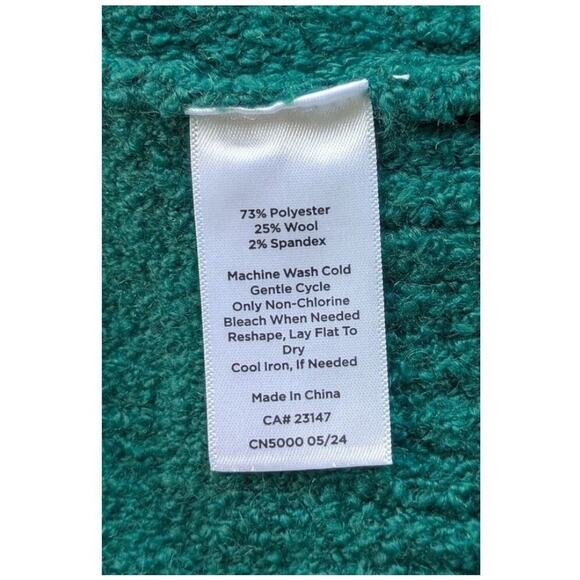 73% Polyester
25% Wool
2% Spandex
Machine Wash Cold
Gentle Cycle
Only Non-Chlorine
Bleach When Needed
Reshape, Lay Flat To
Dry
Cool Iron, If Needed
Made In China
CA# 23147
CN5000 05/24